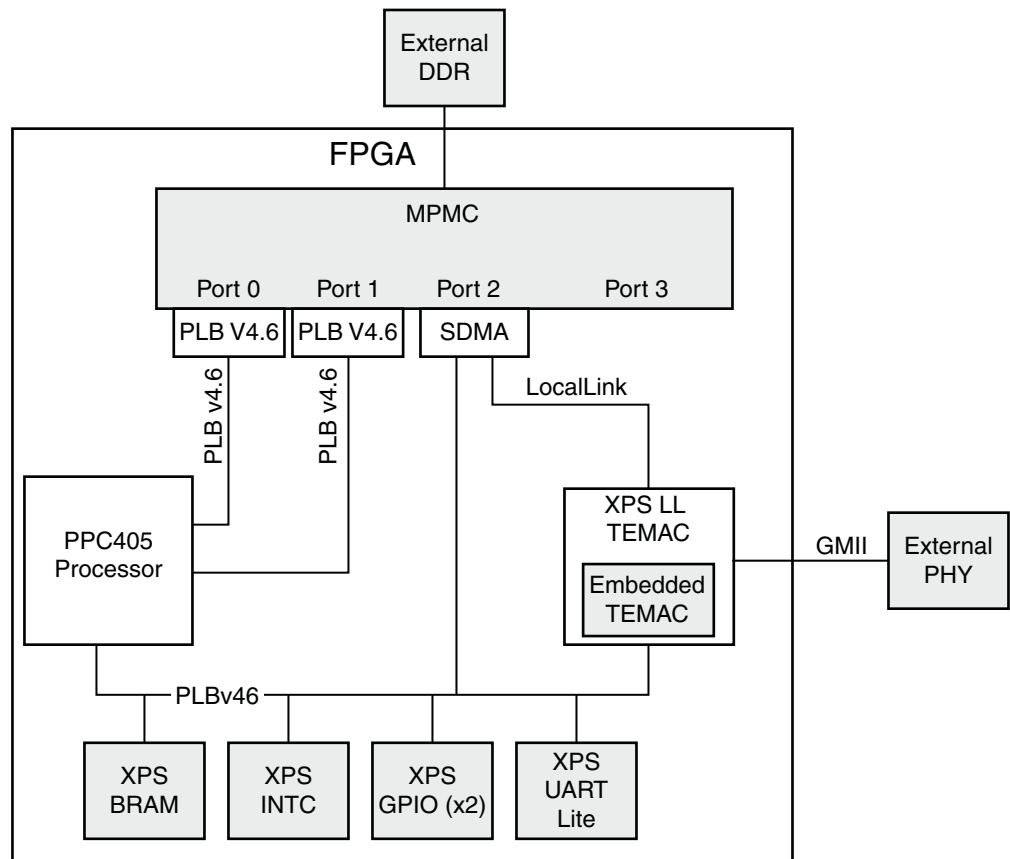 External
DDR
FPGA
MPMC
Port 0
Port 1
Port 2
Port 3
PLB V4.6
PLB V4.6
SDMA
PLB v4.6
PLB v4.6
LocalLink
PPC405
Processor
XPS LL
TEMAC
Embedded
TEMAC
GMII
External
PHY
PLBv46
XPS
BRAM
XPS
INTC
XPS
GPIO (x2)
XPS
UART
Lite